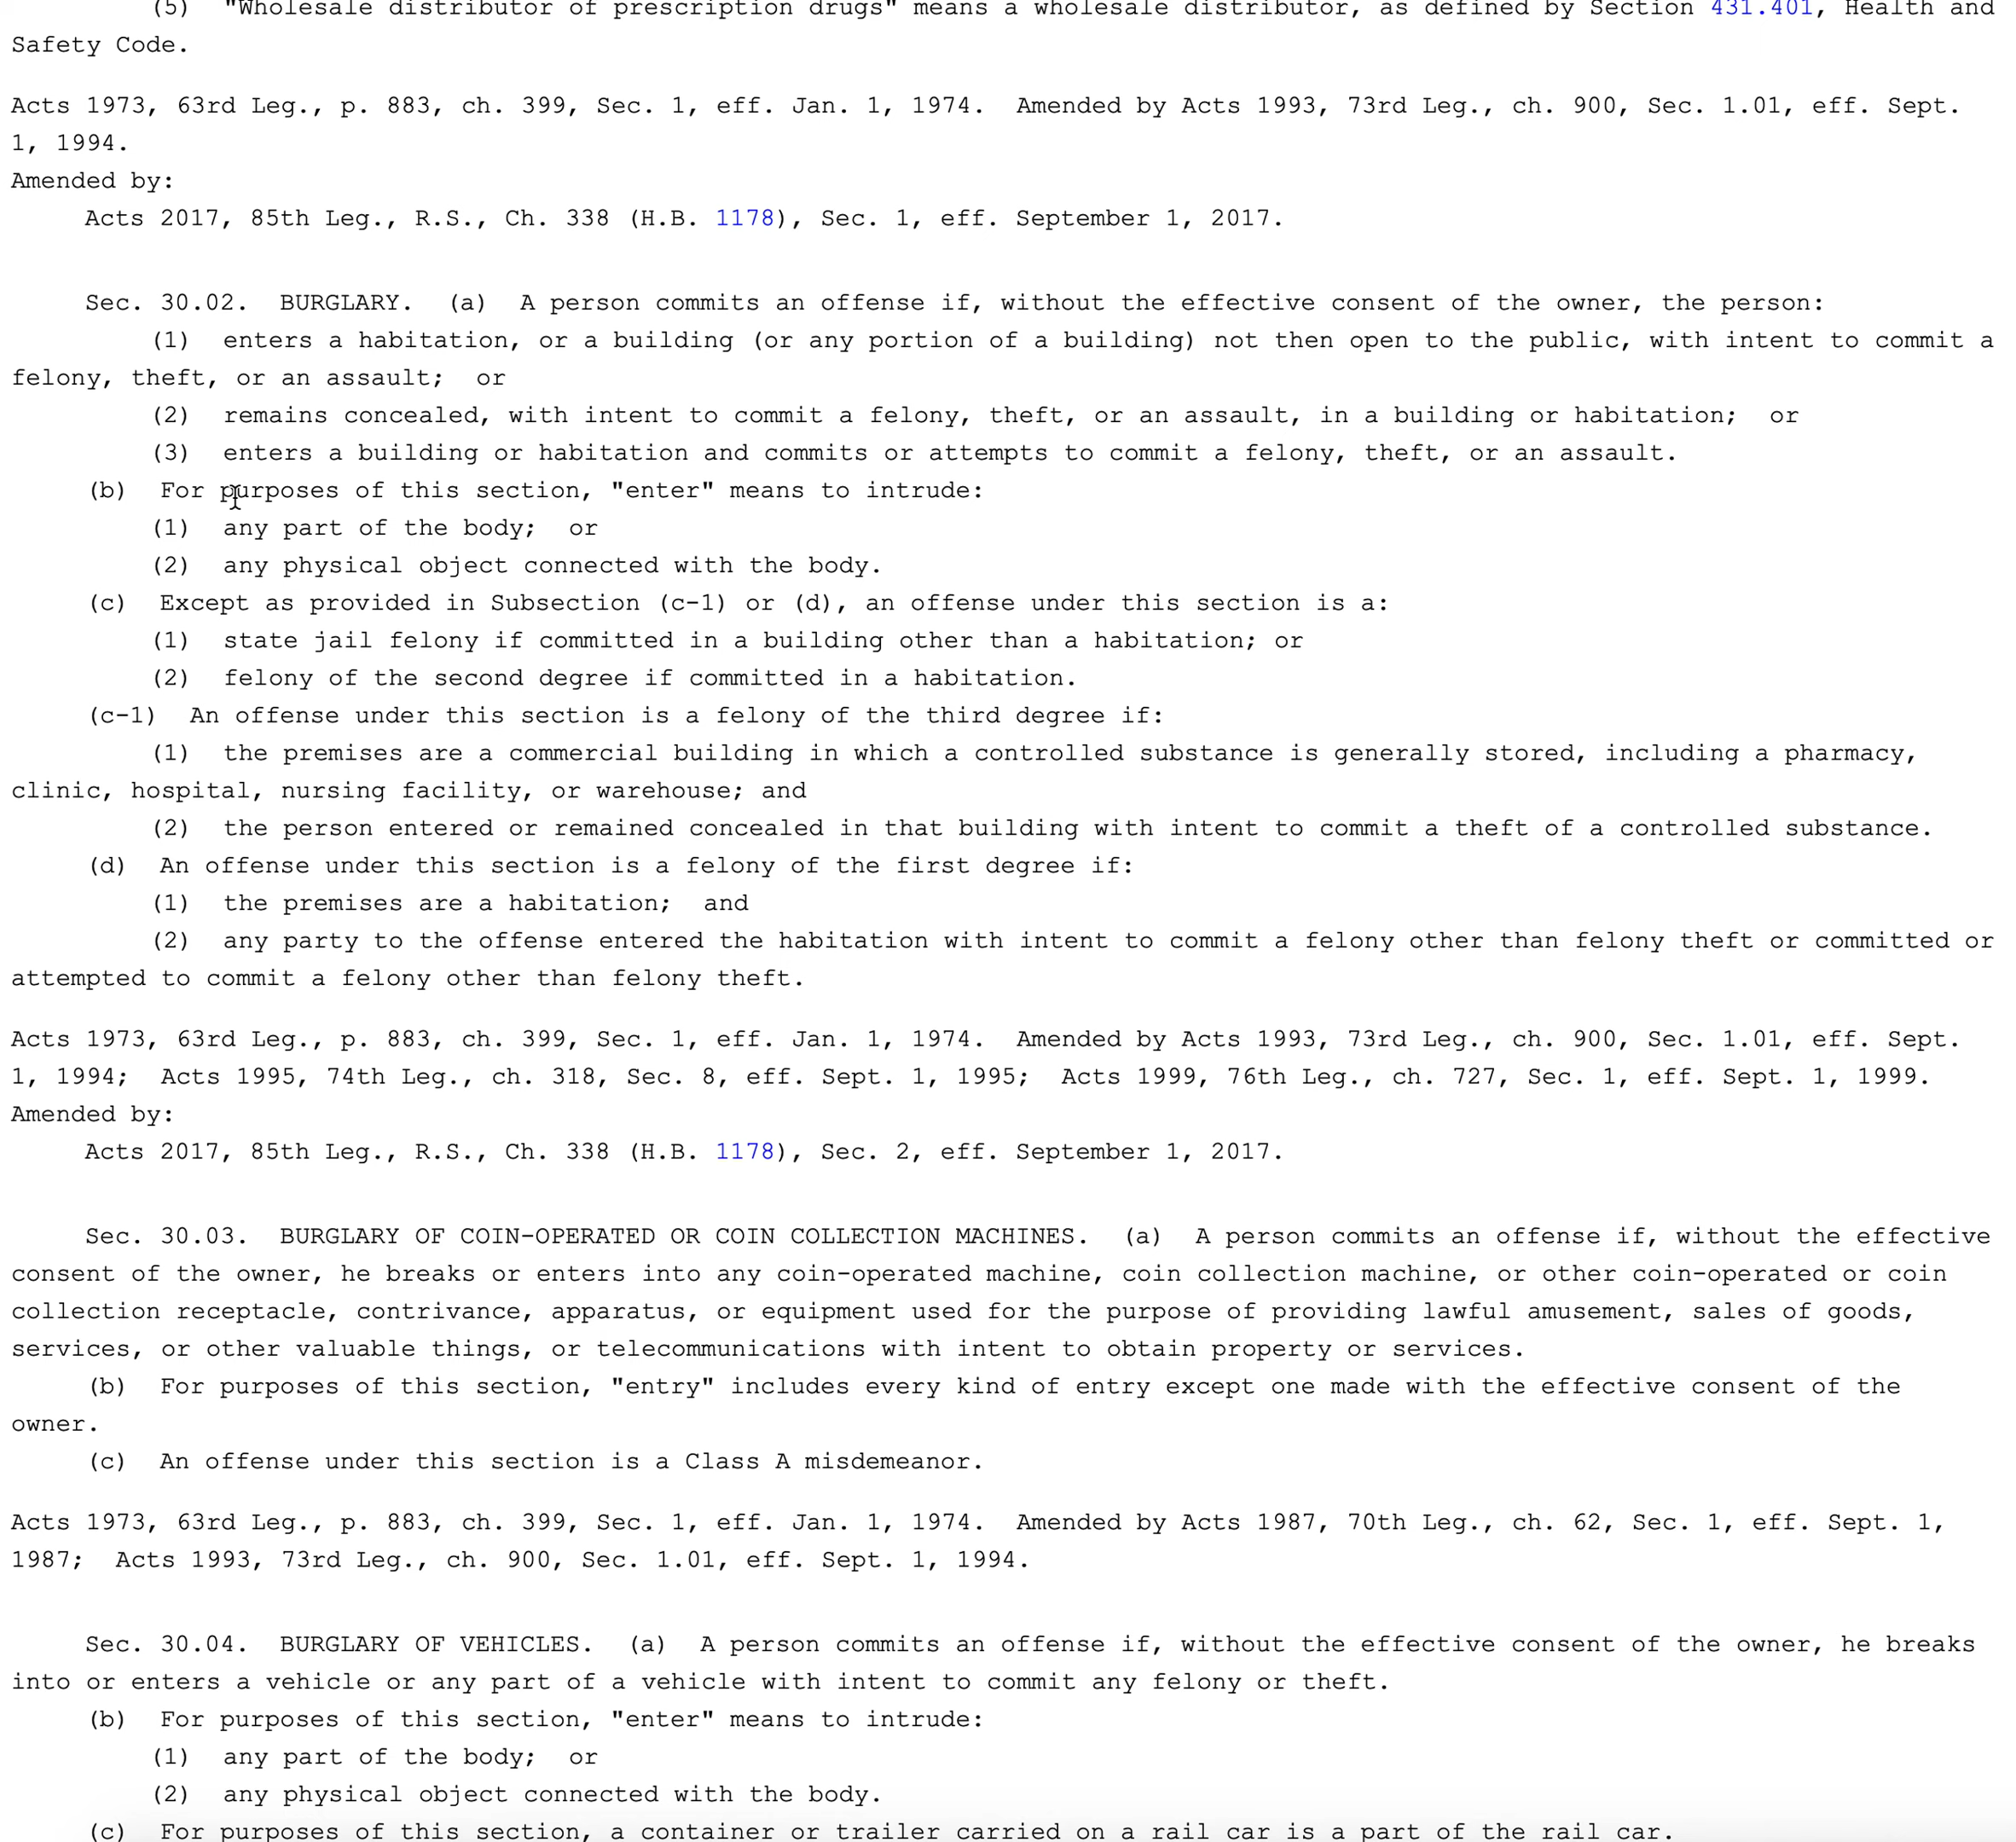 (5)  "Wholesale distributor of prescription drugs" means a wholesale distributor, as defined by Section 431.401, Health and
Safety Code.
Acts 1973, 63rd Leg., p. 883, ch. 399, Sec. 1, eff. Jan. 1, 1974.  Amended by Acts 1993, 73rd Leg., ch. 900, Sec. 1.01, eff. Sept.
1, 1994.
Amended by:
Acts 2017, 85th Leg., R.S., Ch. 338 (H.B. 1178), Sec. 1, eff. September 1, 2017.
Sec. 30.02.  BURGLARY.  (a)  A person commits an offense if, without the effective consent of the owner, the person:
(1)  enters a habitation, or a building (or any portion of a building) not then open to the public, with intent to commit a
felony, theft, or an assault;  or
(2)  remains concealed, with intent to commit a felony, theft, or an assault, in a building or habitation;  or
(3)  enters a building or habitation and commits or attempts to commit a felony, theft, or an assault.
(b)  For purposes of this section, "enter" means to intrude:
(1)  any part of the body;  or
(2)  any physical object connected with the body.
(c)  Except as provided in Subsection (c-1) or (d), an offense under this section is a:
(1)  state jail felony if committed in a building other than a habitation; or
(2)  felony of the second degree if committed in a habitation.
(c-1)  An offense under this section is a felony of the third degree if:
(1)  the premises are a commercial building in which a controlled substance is generally stored, including a pharmacy,
clinic, hospital, nursing facility, or warehouse; and
(2)  the person entered or remained concealed in that building with intent to commit a theft of a controlled substance.
(d)  An offense under this section is a felony of the first degree if:
(1)  the premises are a habitation;  and
(2)  any party to the offense entered the habitation with intent to commit a felony other than felony theft or committed or
attempted to commit a felony other than felony theft.
Acts 1973, 63rd Leg., p. 883, ch. 399, Sec. 1, eff. Jan. 1, 1974.  Amended by Acts 1993, 73rd Leg., ch. 900, Sec. 1.01, eff. Sept.
1, 1994;  Acts 1995, 74th Leg., ch. 318, Sec. 8, eff. Sept. 1, 1995;  Acts 1999, 76th Leg., ch. 727, Sec. 1, eff. Sept. 1, 1999.
Amended by:
Acts 2017, 85th Leg., R.S., Ch. 338 (H.B. 1178), Sec. 2, eff. September 1, 2017.
Sec. 30.03.  BURGLARY OF COIN-OPERATED OR COIN COLLECTION MACHINES.  (a)  A person commits an offense if, without the effective
consent of the owner, he breaks or enters into any coin-operated machine, coin collection machine, or other coin-operated or coin
collection receptacle, contrivance, apparatus, or equipment used for the purpose of providing lawful amusement, sales of goods,
services, or other valuable things, or telecommunications with intent to obtain property or services.
(b)  For purposes of this section, "entry" includes every kind of entry except one made with the effective consent of the
owner.
(c)  An offense under this section is a Class A misdemeanor.
Acts 1973, 63rd Leg., p. 883, ch. 399, Sec. 1, eff. Jan. 1, 1974.  Amended by Acts 1987, 70th Leg., ch. 62, Sec. 1, eff. Sept. 1,
1987;  Acts 1993, 73rd Leg., ch. 900, Sec. 1.01, eff. Sept. 1, 1994.
Sec. 30.04.  BURGLARY OF VEHICLES.  (a)  A person commits an offense if, without the effective consent of the owner, he breaks
into or enters a vehicle or any part of a vehicle with intent to commit any felony or theft.
(b)  For purposes of this section, "enter" means to intrude:
(1)  any part of the body;  or
(2)  any physical object connected with the body.
(c)  For purposes of this section, a container or trailer carried on a rail car is a part of the rail car.